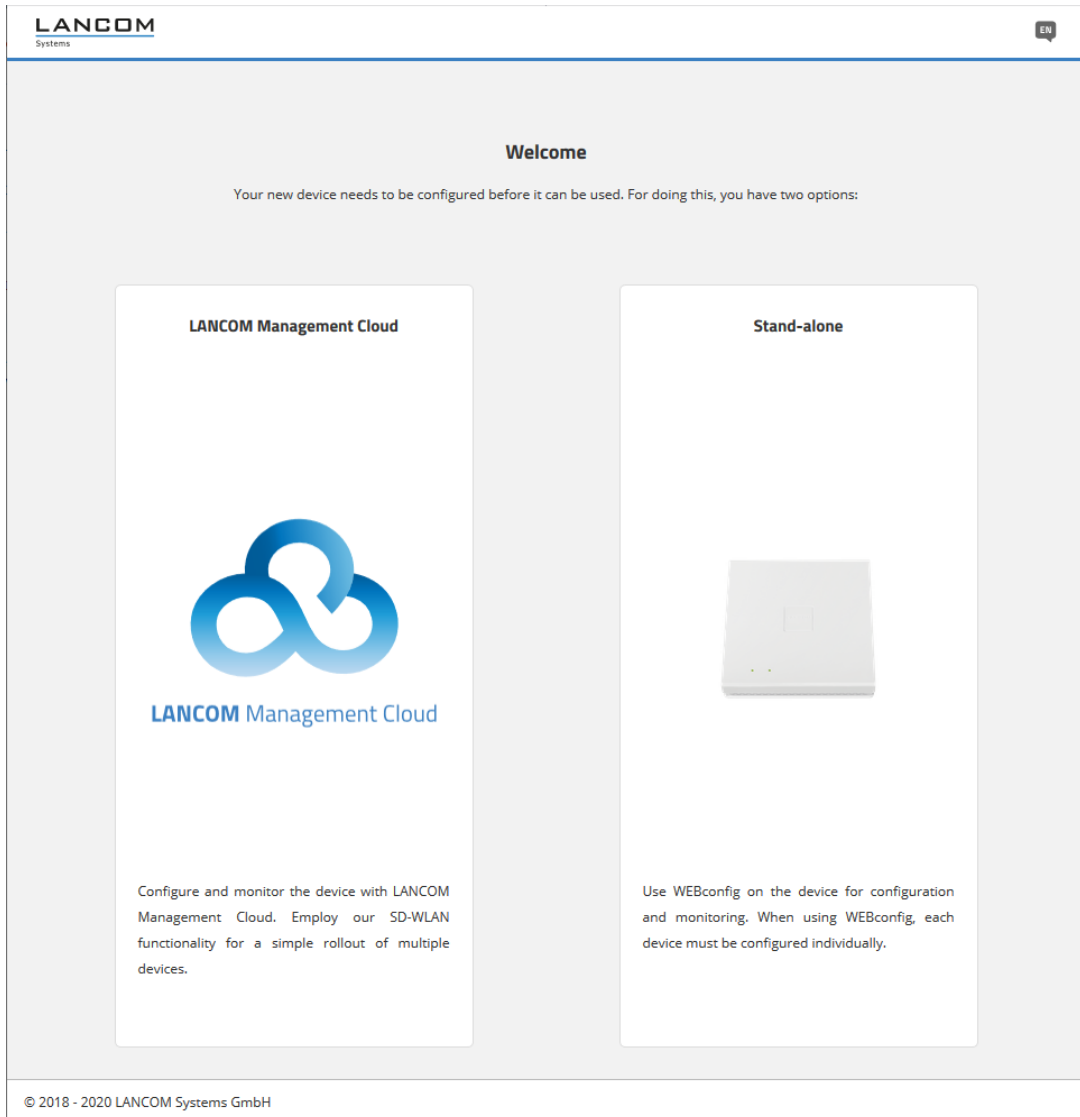 LANCOM
Systems
EN
Welcome
Your new device needs to be configured before it can be used. For doing this, you have two options:
LANCOM Management Cloud
LANCOM Management Cloud
Configure and monitor the device with LANCOM
Management Cloud. Employ our SD-WLAN
functionality for a simple rollout of multiple
devices.
Stand-alone
Use WEBconfig on the device for configuration
and monitoring. When using WEBconfig, each
device must be configured individually.
© 2018 - 2020 LANCOM Systems GmbH